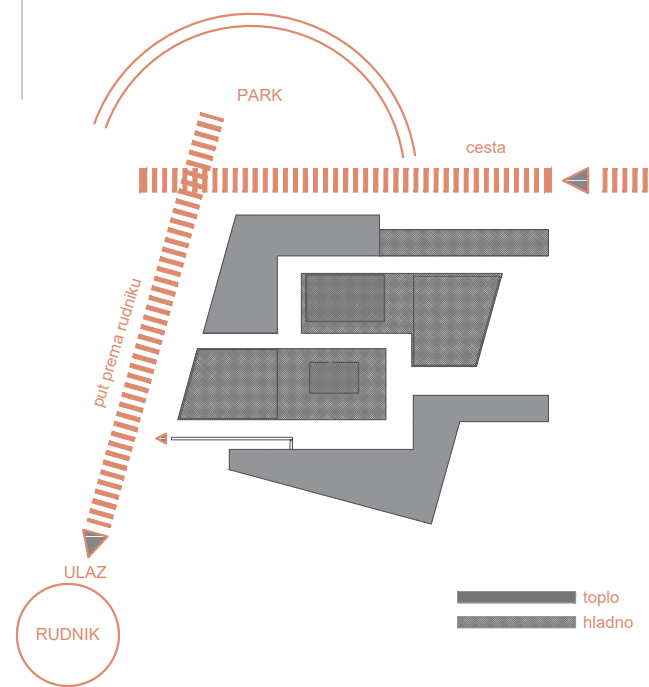 PARK
cesta
put prema rudniku
ULAZ
RUDNIK
toplo
hladno